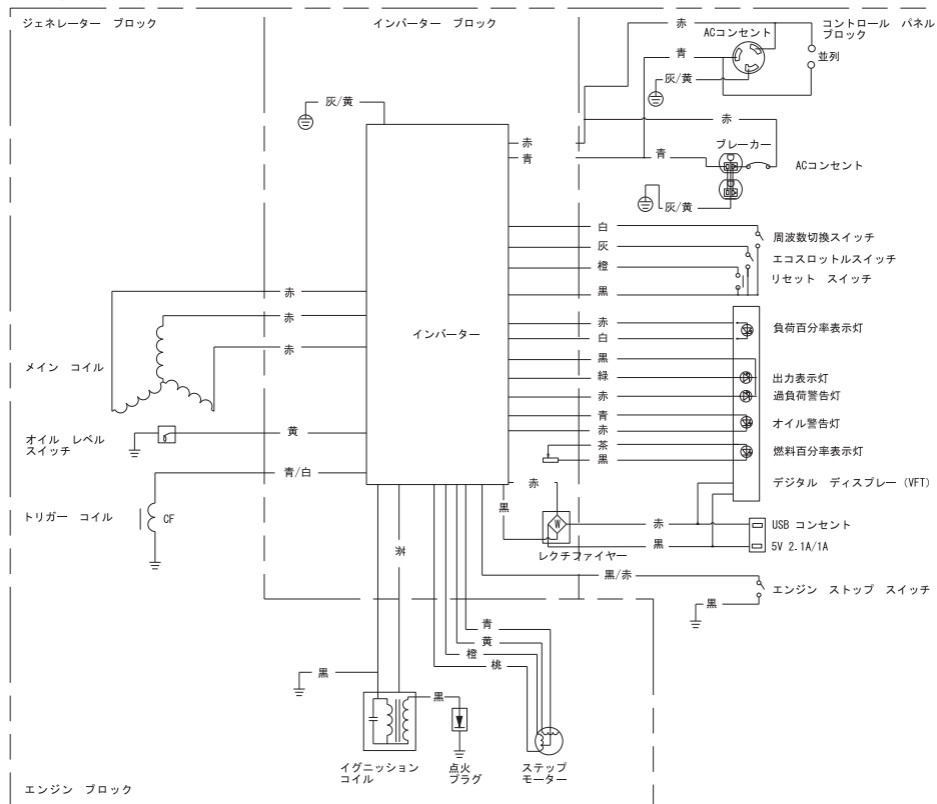 ジェネレーター ブロック
インバーター ブロック
コントロール パネル
ブロック
赤
ACコンセント
並列
青
灰/黄
灰/黄
赤
赤
青
青
ブレーカー
ACコンセント
灰/黄
白
周波数切換スイッチ
灰
エコスロットルスイッチ
橙
リセット スイッチ
黒
赤
赤
赤
インバーター
赤
負荷百分率表示灯
白
黒
緑
出力表示灯
赤
過負荷警告灯
青
オイル警告灯
赤
茶
燃料百分率表示灯
黒
メイン コイル
オイル レベル
スイッチ
黄
青/白
トリガー コイル
CF
デジタル ディスプレー (VFT)
赤
黒
W
レクチファイヤー
赤
USB コンセント
黒
5V 2.1A/1A
黒/赤
エンジン ストップ スイッチ
黒
青
黄
橙
桃
黒
黒
イグニッション
コイル
点火
プラグ
ステップ
モーター
エンジン ブロック